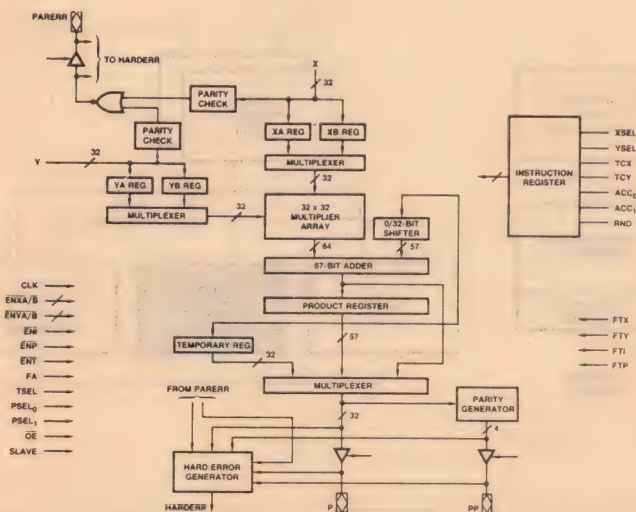 PARERR
TO HARDERR
X
32
PARITY CHECK
PARITY CHECK
Y
32
XA REG
XB REG
MULTIPLEXER
32
YA REG
YB REG
MULTIPLEXER
32
32 x 32 MULTIPLIER ARRAY
0/32-BIT SHIFTER
64
57
67-BIT ADDER
PRODUCT REGISTER
57
TEMPORARY REG
32
MULTIPLEXER
32
FROM PARERR
PARITY GENERATOR
4
HARD ERROR GENERATOR
HARDERR
P
PP
INSTRUCTION REGISTER
XSEL
YSEL
TCX
TCY
ACC0
ACC1
RND
FTX
FTY
FTI
FTP
CLK
ENXA/B
ENYA/B
ENI
ENP
ENT
FA
TSEL
PSEL0
PSEL1
OE
SLAVE